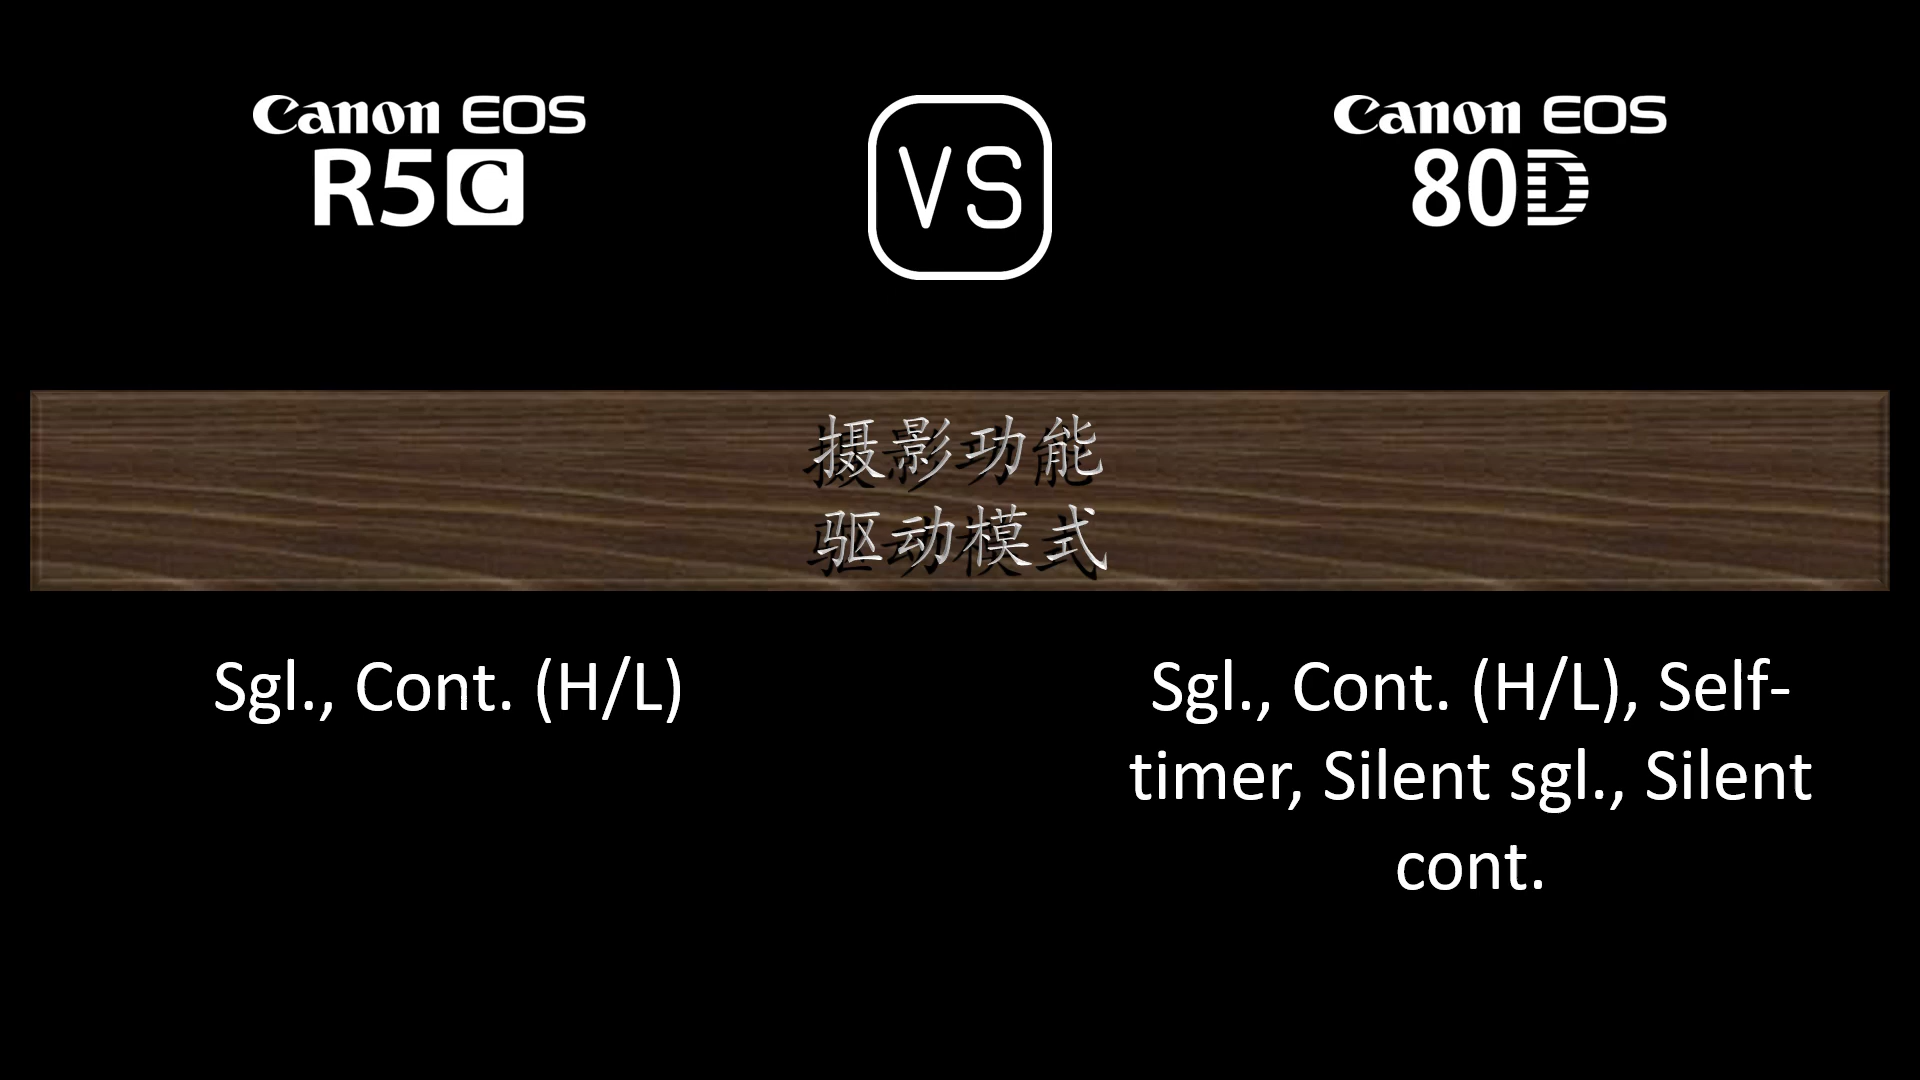 Canon EOS
R5 C
VS
Canon EOS
80D
摄影功能
驱动模式
Sgl., Cont. (H/L)
Sgl., Cont. (H/L), Self-
timer, Silent sgl., Silent
cont.